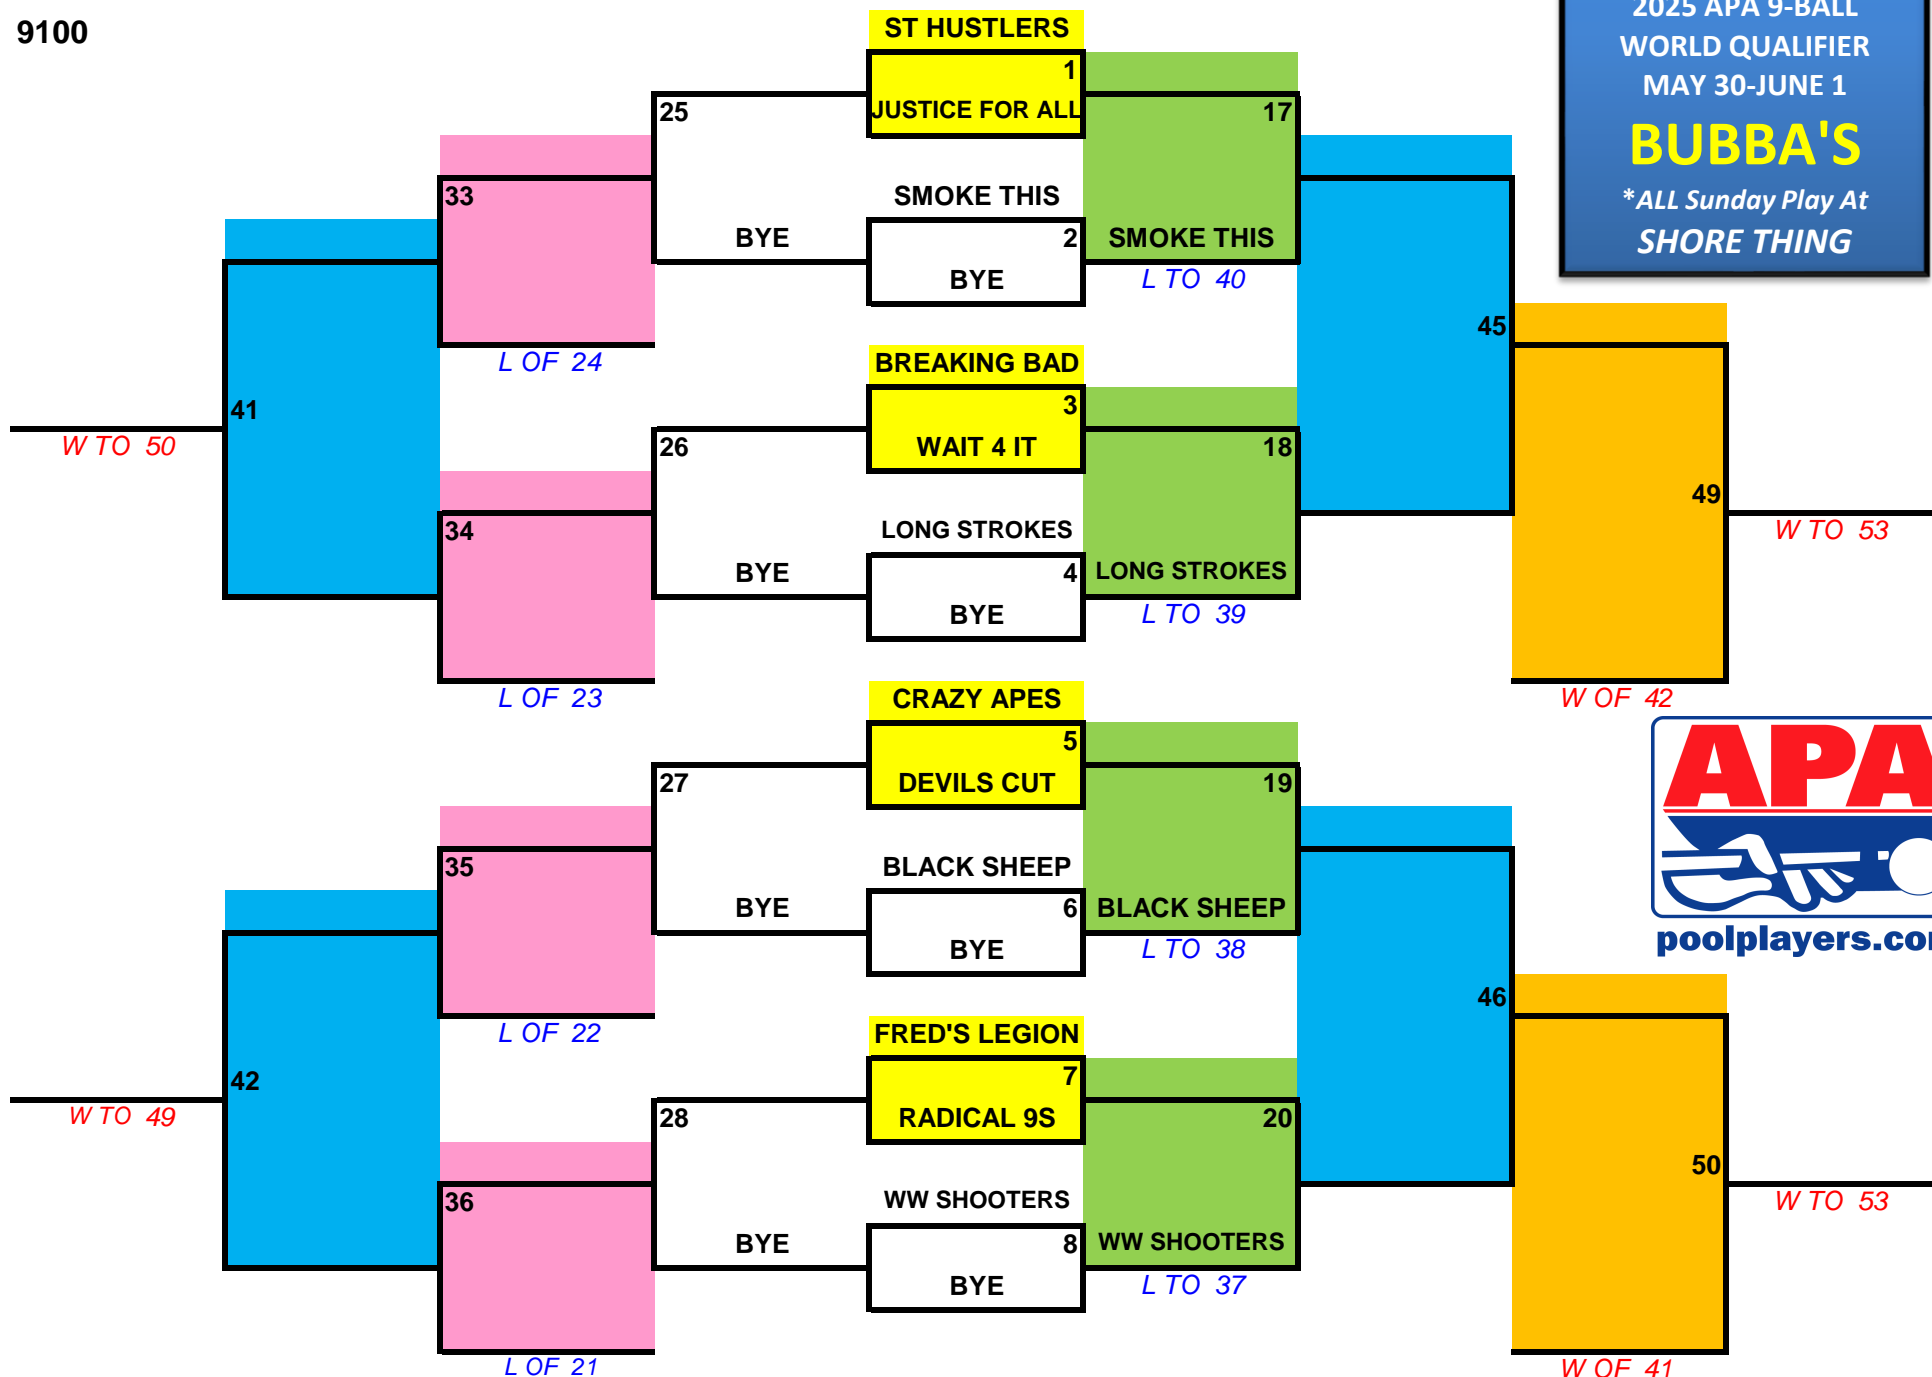 9100
2025 APA 9-BALL
WORLD QUALIFIER
MAY 30-JUNE 1
BUBBA'S
*ALL Sunday Play At
SHORE THING
ST HUSTLERS
1
JUSTICE FOR ALL
25
17
SMOKE THIS
33
BYE
2
SMOKE THIS
BYE
L TO 40
45
BREAKING BAD
L OF 24
3
41
WAIT 4 IT
26
18
W TO 50
49
LONG STROKES
34
W TO 53
BYE
4
LONG STROKES
BYE
L TO 39
CRAZY APES
L OF 23
W OF 42
5
DEVILS CUT
27
19
APA
BLACK SHEEP
35
BYE
6
BLACK SHEEP
BYE
L TO 38
poolplayers.co
46
FRED'S LEGION
L OF 22
7
42
RADICAL 9S
28
20
W TO 49
50
WW SHOOTERS
36
W TO 53
BYE
8
WW SHOOTERS
BYE
L TO 37
L OF 21
W OF 41